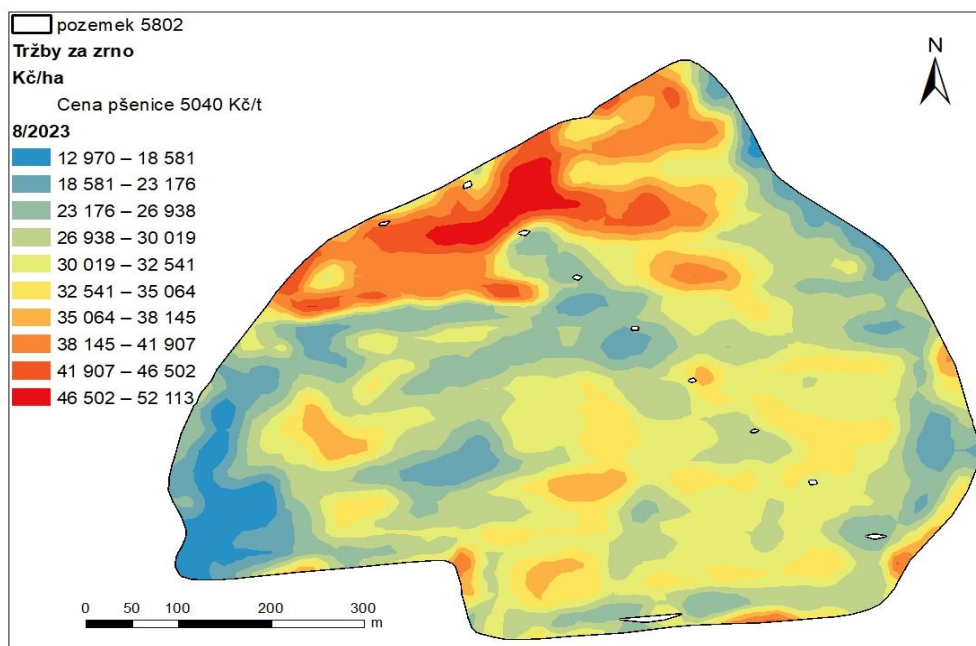 pozemek 5802
Tržby za zrno
Kč/ha
Cena pšenice 5040 Kč/t
8/2023
12 970 – 18 581
18 581 – 23 176
23 176 – 26 938
26 938 – 30 019
30 019 – 32 541
32 541 – 35 064
35 064 – 38 145
38 145 – 41 907
41 907 – 46 502
46 502 – 52 113
N
0 50 100 200 300
m